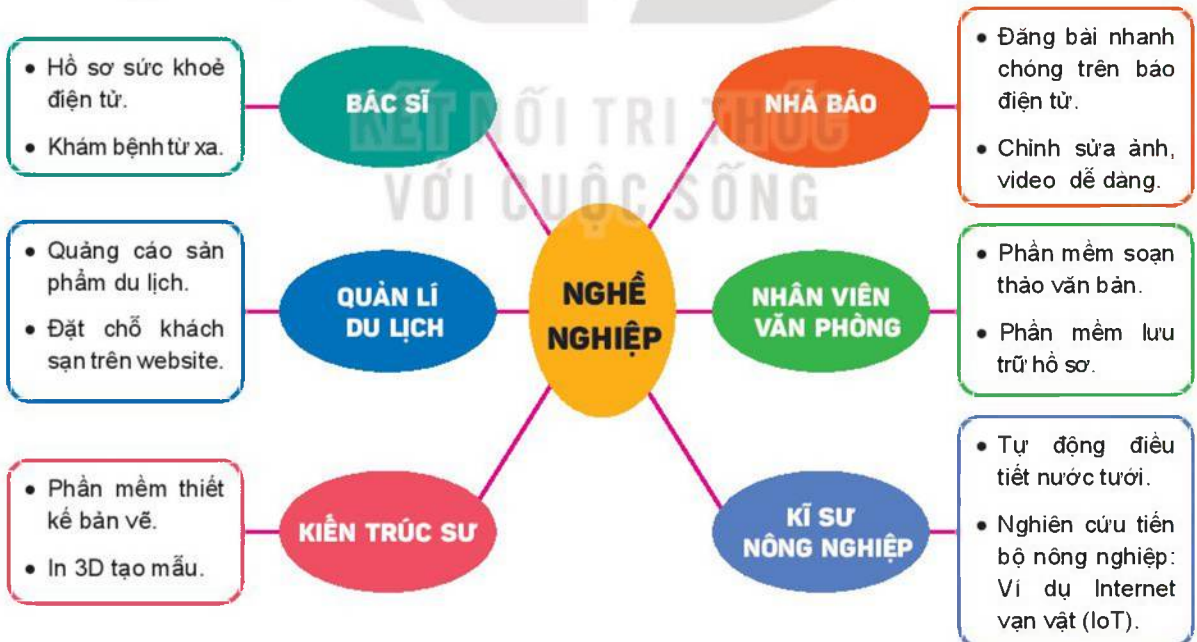 • Hồ sơ sức khoẻ
điện tử.
• Khám bệnh từ xa.
BÁC SĨ
NHÀ BÁO
• Đăng bài nhanh
chóng trên báo
điện tử.
• Chỉnh sửa ảnh,
video dễ dàng.
KẾT NỐI TRI THỨC
VỚI CUỘC SỐNG
• Quảng cáo sản
phẩm du lịch.
• Đặt chỗ khách
sạn trên website.
QUẢN LÍ
DU LỊCH
NGHỀ
NGHIỆP
NHÂN VIÊN
VĂN PHÒNG
• Phần mềm soạn
thảo văn bản.
• Phần mềm lưu
trữ hồ sơ.
• Phần mềm thiết
kế bản vẽ.
• In 3D tạo mẫu.
KIẾN TRÚC SƯ
KĨ SƯ
NÔNG NGHIỆP
• Tự động điều
tiết nước tưới.
• Nghiên cứu tiến
bộ nông nghiệp:
Ví dụ Internet
vạn vật (IoT).